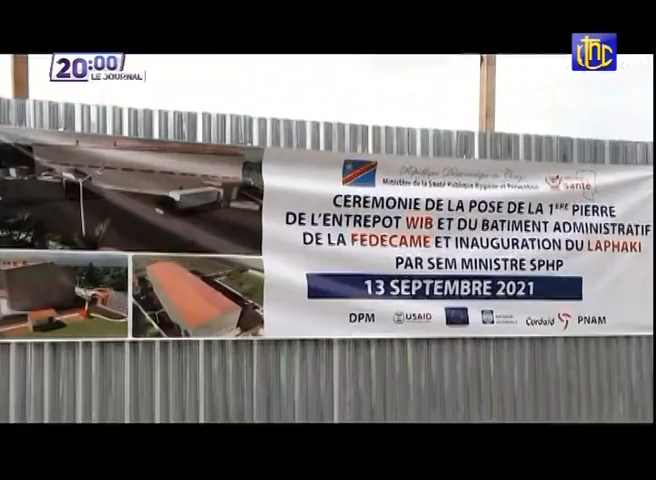 20:00
LE JOURNAL
République Démocratique du Congo
Ministère de la Santé Publique Hygiène et Prévention
santé
CEREMONIE DE LA POSE DE LA 1ÈRE PIERRE
DE L'ENTREPOT WIB ET DU BATIMENT ADMINISTRATIF
DE LA FEDECAME ET INAUGURATION DU LAPHAKI
PAR SEM MINISTRE SPHP
13 SEPTEMBRE 2021
DPM USAID Cordaid PNAM